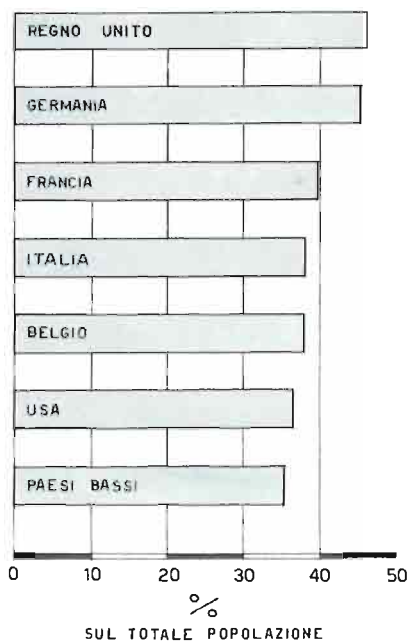 REGNO UNITO
GERMANIA
FRANCIA
ITALIA
BELGIO
USA
PAESI BASSI
0 10 20 30 40 50
%
SUL TOTALE POPOLAZIONE